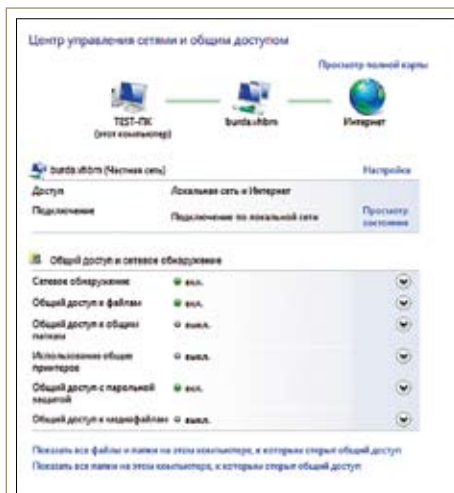 Центр управления сетями и общим доступом
Просмотр полной карты
TEST-ПК
(этот компьютер)
burda.vhbm
Интернет
burda.vhbm (Частная сеть)
Настройка
Доступ
Локальная сеть и Интернет
Подключение
Подключение по локальной сети
Просмотр
состояния
Общий доступ и сетевое обнаружение
Сетевое обнаружение
вкл.
Общий доступ к файлам
вкл.
Общий доступ к общим
папкам
выкл.
Использование общих
принтеров
выкл.
Общий доступ с парольной
защитой
вкл.
Общий доступ к медиафайлам
выкл.
Показать все файлы и папки на этом компьютере, к которым открыт общий доступ
Показать все папки на этом компьютере, к которым открыт общий доступ